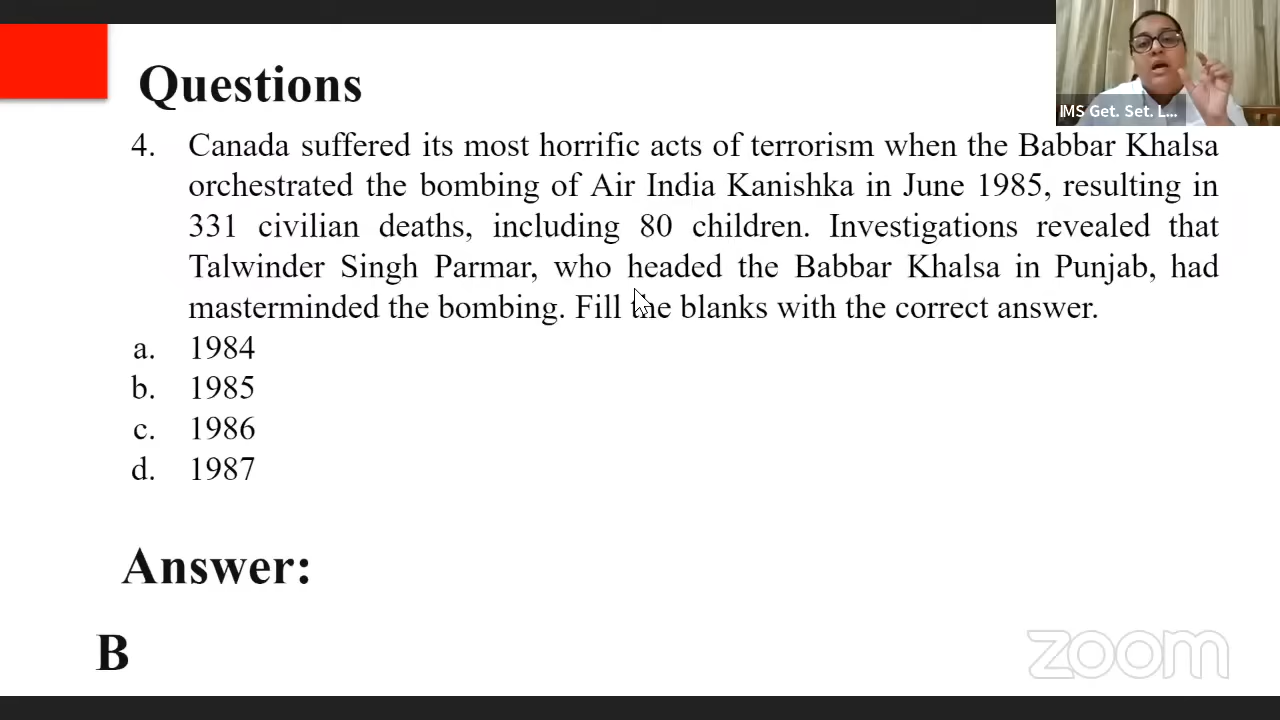 Questions
IMS Get. Set. L...
4. Canada suffered its most horrific acts of terrorism when the Babbar Khalsa
orchestrated the bombing of Air India Kanishka in June 1985, resulting in
331 civilian deaths, including 80 children. Investigations revealed that
Talwinder Singh Parmar, who headed the Babbar Khalsa in Punjab, had
masterminded the bombing. Fill the blanks with the correct answer.
a. 1984
b. 1985
c. 1986
d. 1987
Answer:
B
zoom